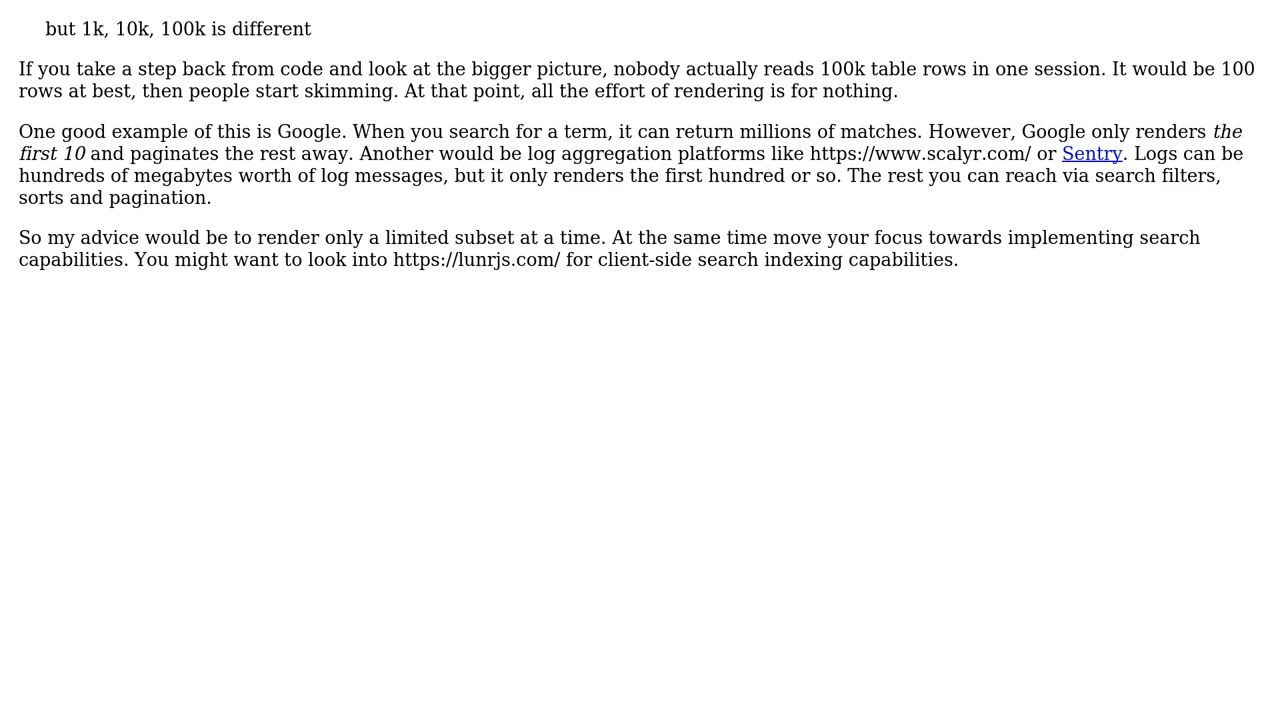 but 1k, 10k, 100k is different
If you take a step back from code and look at the bigger picture, nobody actually reads 100k table rows in one session. It would be 100
rows at best, then people start skimming. At that point, all the effort of rendering is for nothing.
One good example of this is Google. When you search for a term, it can return millions of matches. However, Google only renders the
first 10 and paginates the rest away. Another would be log aggregation platforms like https://www.scalyr.com/ or Sentry. Logs can be
hundreds of megabytes worth of log messages, but it only renders the first hundred or so. The rest you can reach via search filters,
sorts and pagination.
So my advice would be to render only a limited subset at a time. At the same time move your focus towards implementing search
capabilities. You might want to look into https://lunrjs.com/ for client-side search indexing capabilities.